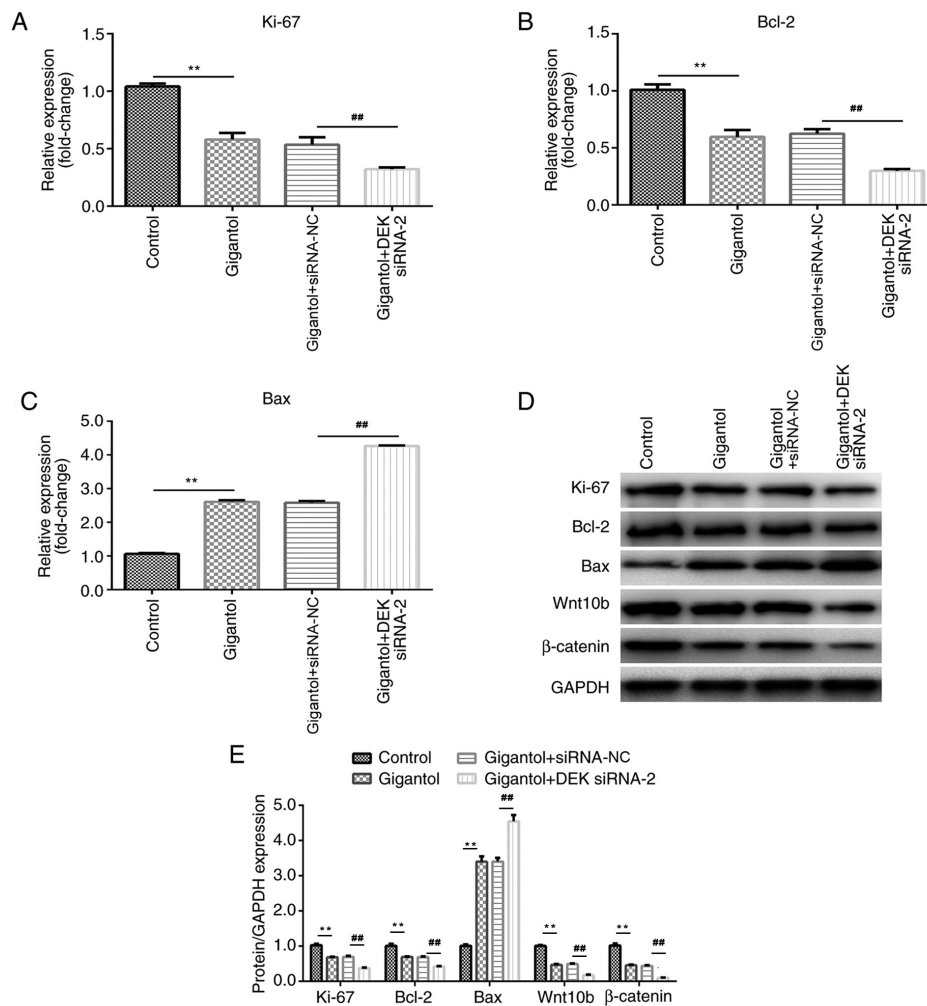 A
Ki-67
Relative expression
(fold-change)
1.5
1.0
0.5
0.0
**
##
Control
Gigantol
Gigantol+siRNA-NC
Gigantol+DEK
siRNA-2
B
Bcl-2
Relative expression
(fold-change)
1.5
1.0
0.5
0.0
**
##
Control
Gigantol
Gigantol+siRNA-NC
Gigantol+DEK
siRNA-2
C
Bax
Relative expression
(fold-change)
5.0
4.0
3.0
2.0
1.0
0.0
**
##
Control
Gigantol
Gigantol+siRNA-NC
Gigantol+DEK
siRNA-2
D
Control
Gigantol
Gigantol
+siRNA-NC
Gigantol+DEK
siRNA-2
Ki-67
Bcl-2
Bax
Wnt10b
β-catenin
GAPDH
E
Control
Gigantol+siRNA-NC
Gigantol
Gigantol+DEK siRNA-2
Protein/GAPDH expression
5.0
4.0
3.0
2.0
1.0
0.0
** ##
** ##
** ##
** ##
** ##
Ki-67 Bcl-2 Bax Wnt10b β-catenin